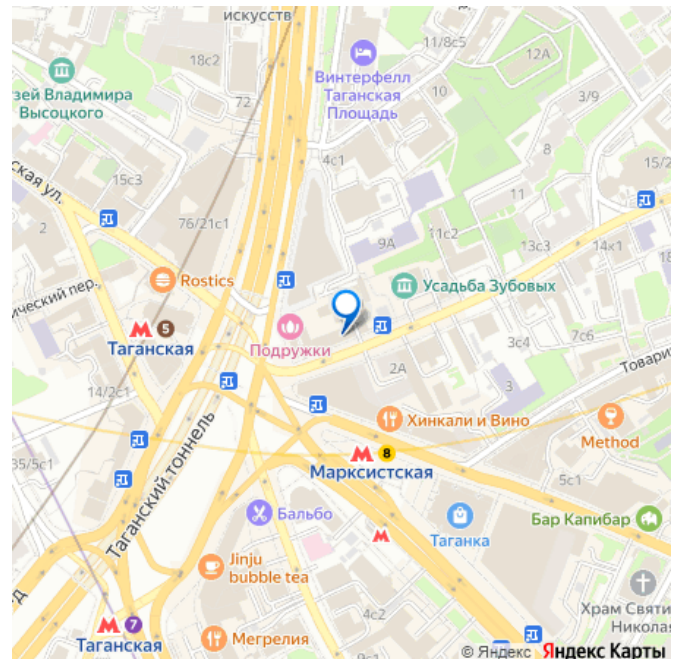 искусств
18с2
11/8с5
12А
Винтерфелл
Таганская
Площадь
зей Владимира
Высоцкого
72
10
3/9
4с1
8
15/2
ская ул.
15с3
11
2
76/21с1
9А
11с2
13с3
14к1
Rostics
Усадьба Зубовых
ический пер.
М 5
Таганская
Подружки
3с4
7с6
2А
Товари
14/2с1
3
Хинкали и Вино
Method
М 8
Марксистская
35/5с1
5с1
Таганский тоннель
Бальбо
М
Таганка
Бар Капибар
Jinju
bubble tea
М 7
Таганская
4с2
Храм Святи
Николая
Мегрелия
© Яндекс Яндекс Карты